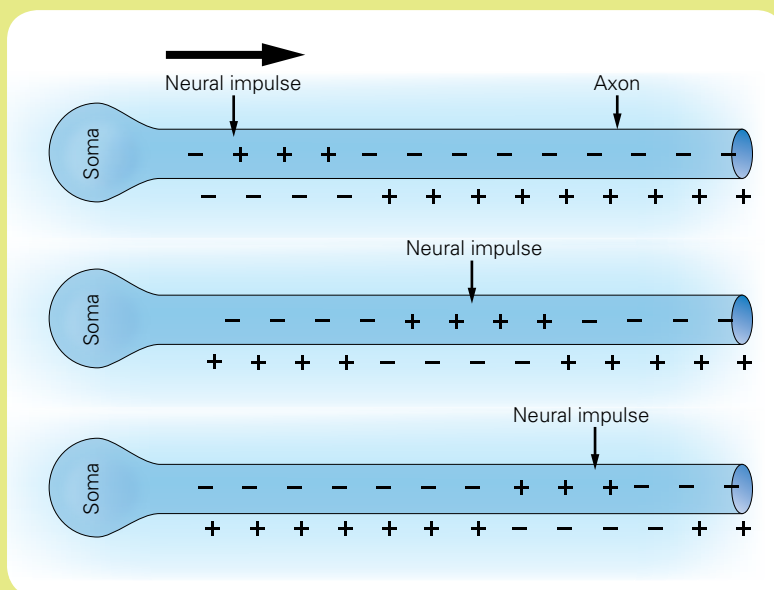 Neural impulse
Axon
Soma
− + + + − − − − − − − − −
− − − − + + + + + + + + +
Neural impulse
Soma
− − − − + + + + − − − −
+ + + + − − − − + + + + +
Neural impulse
Soma
− − − − − − − + + + − − −
+ + + + + + + − − − − + +